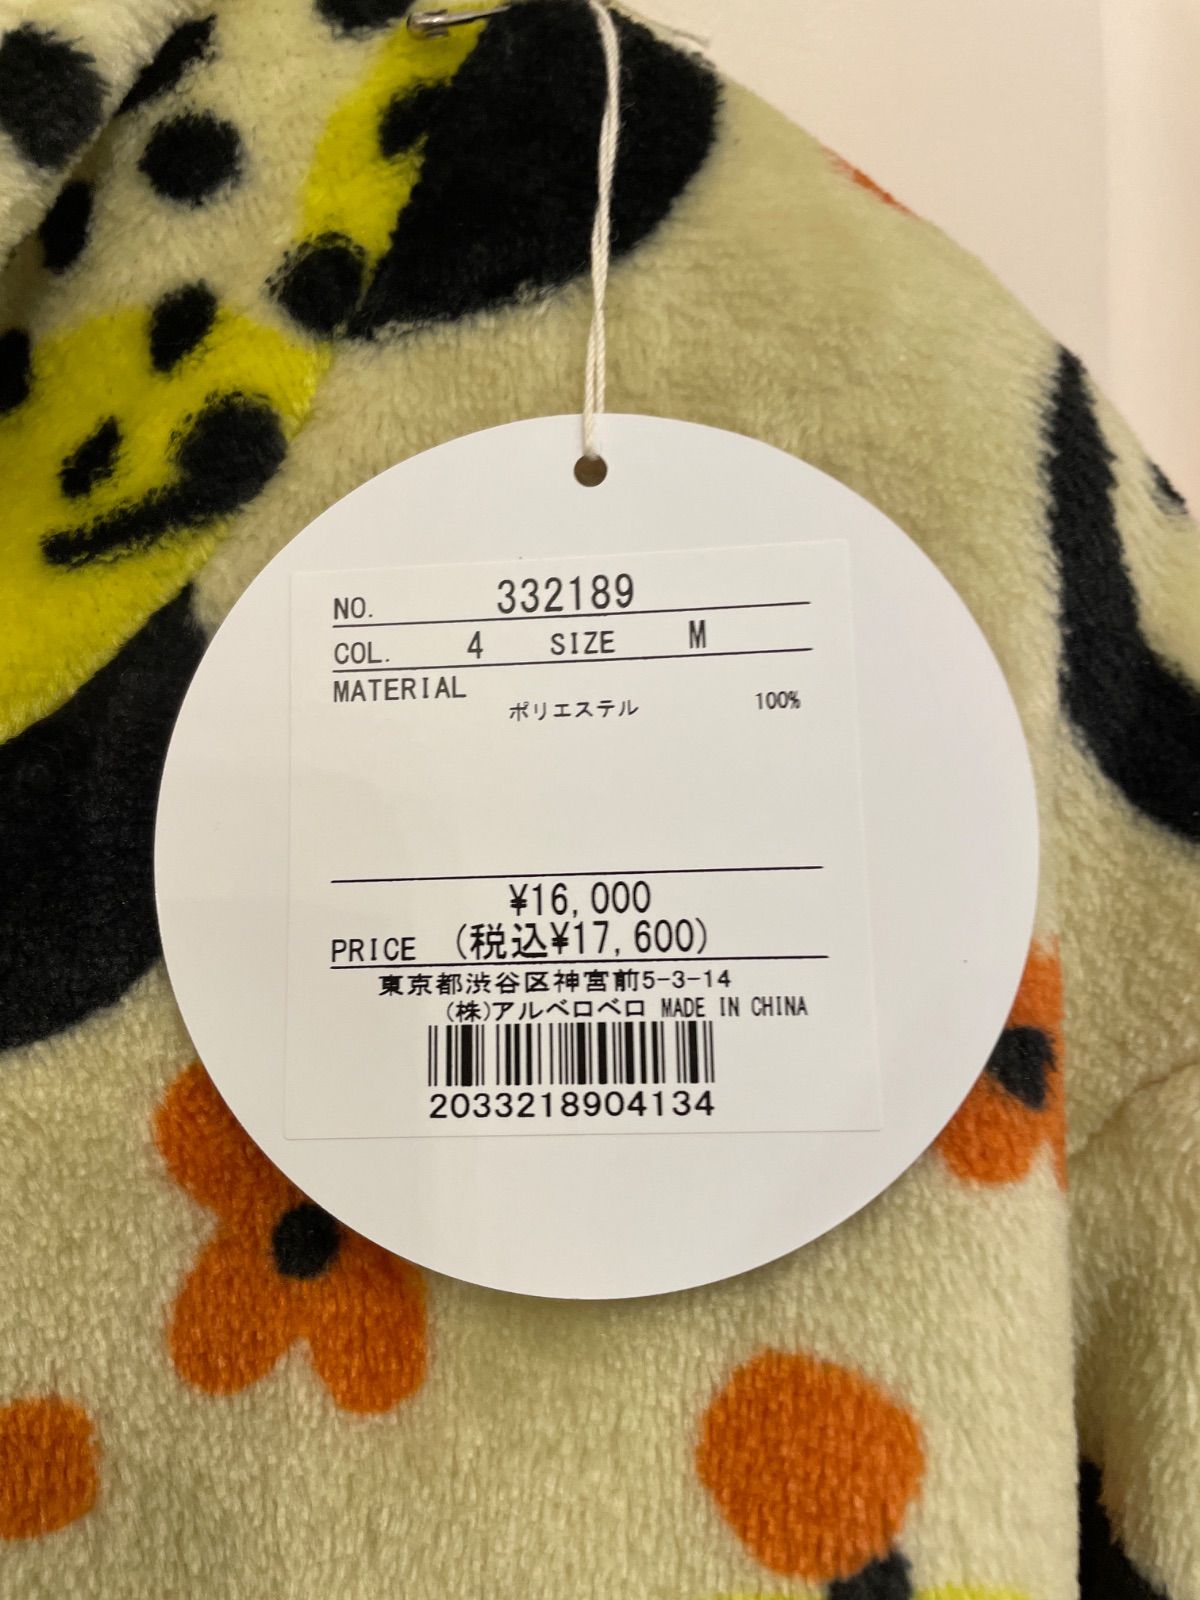 NO. 332189
COL. 4 SIZE M
MATERIAL
ポリエステル 100%
¥16,000
PRICE (税込¥17,600)
東京都渋谷区神宮前5-3-14
(株)アルベロベロ MADE IN CHINA
2033218904134